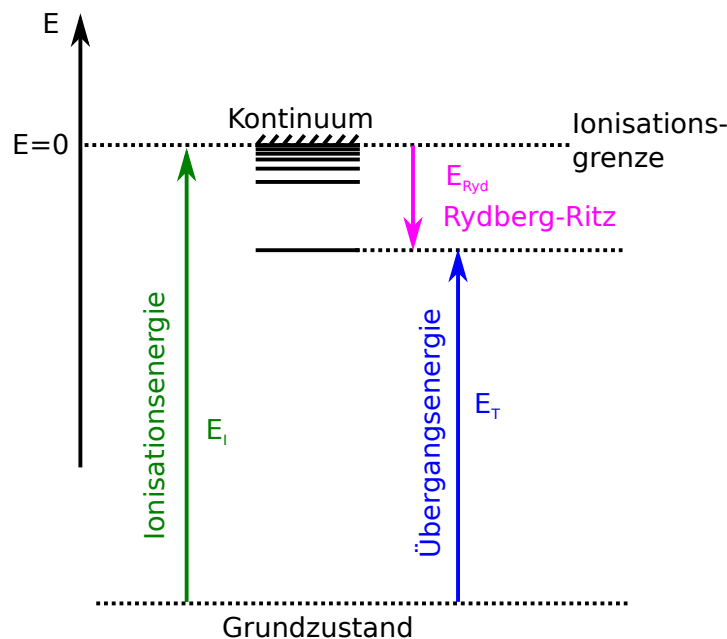 E
Kontinuum
E=0
Ionisations-
grenze
E_Ryd
Rydberg-Ritz
Ionisationsenergie
E_I
Übergangsenergie
E_T
Grundzustand